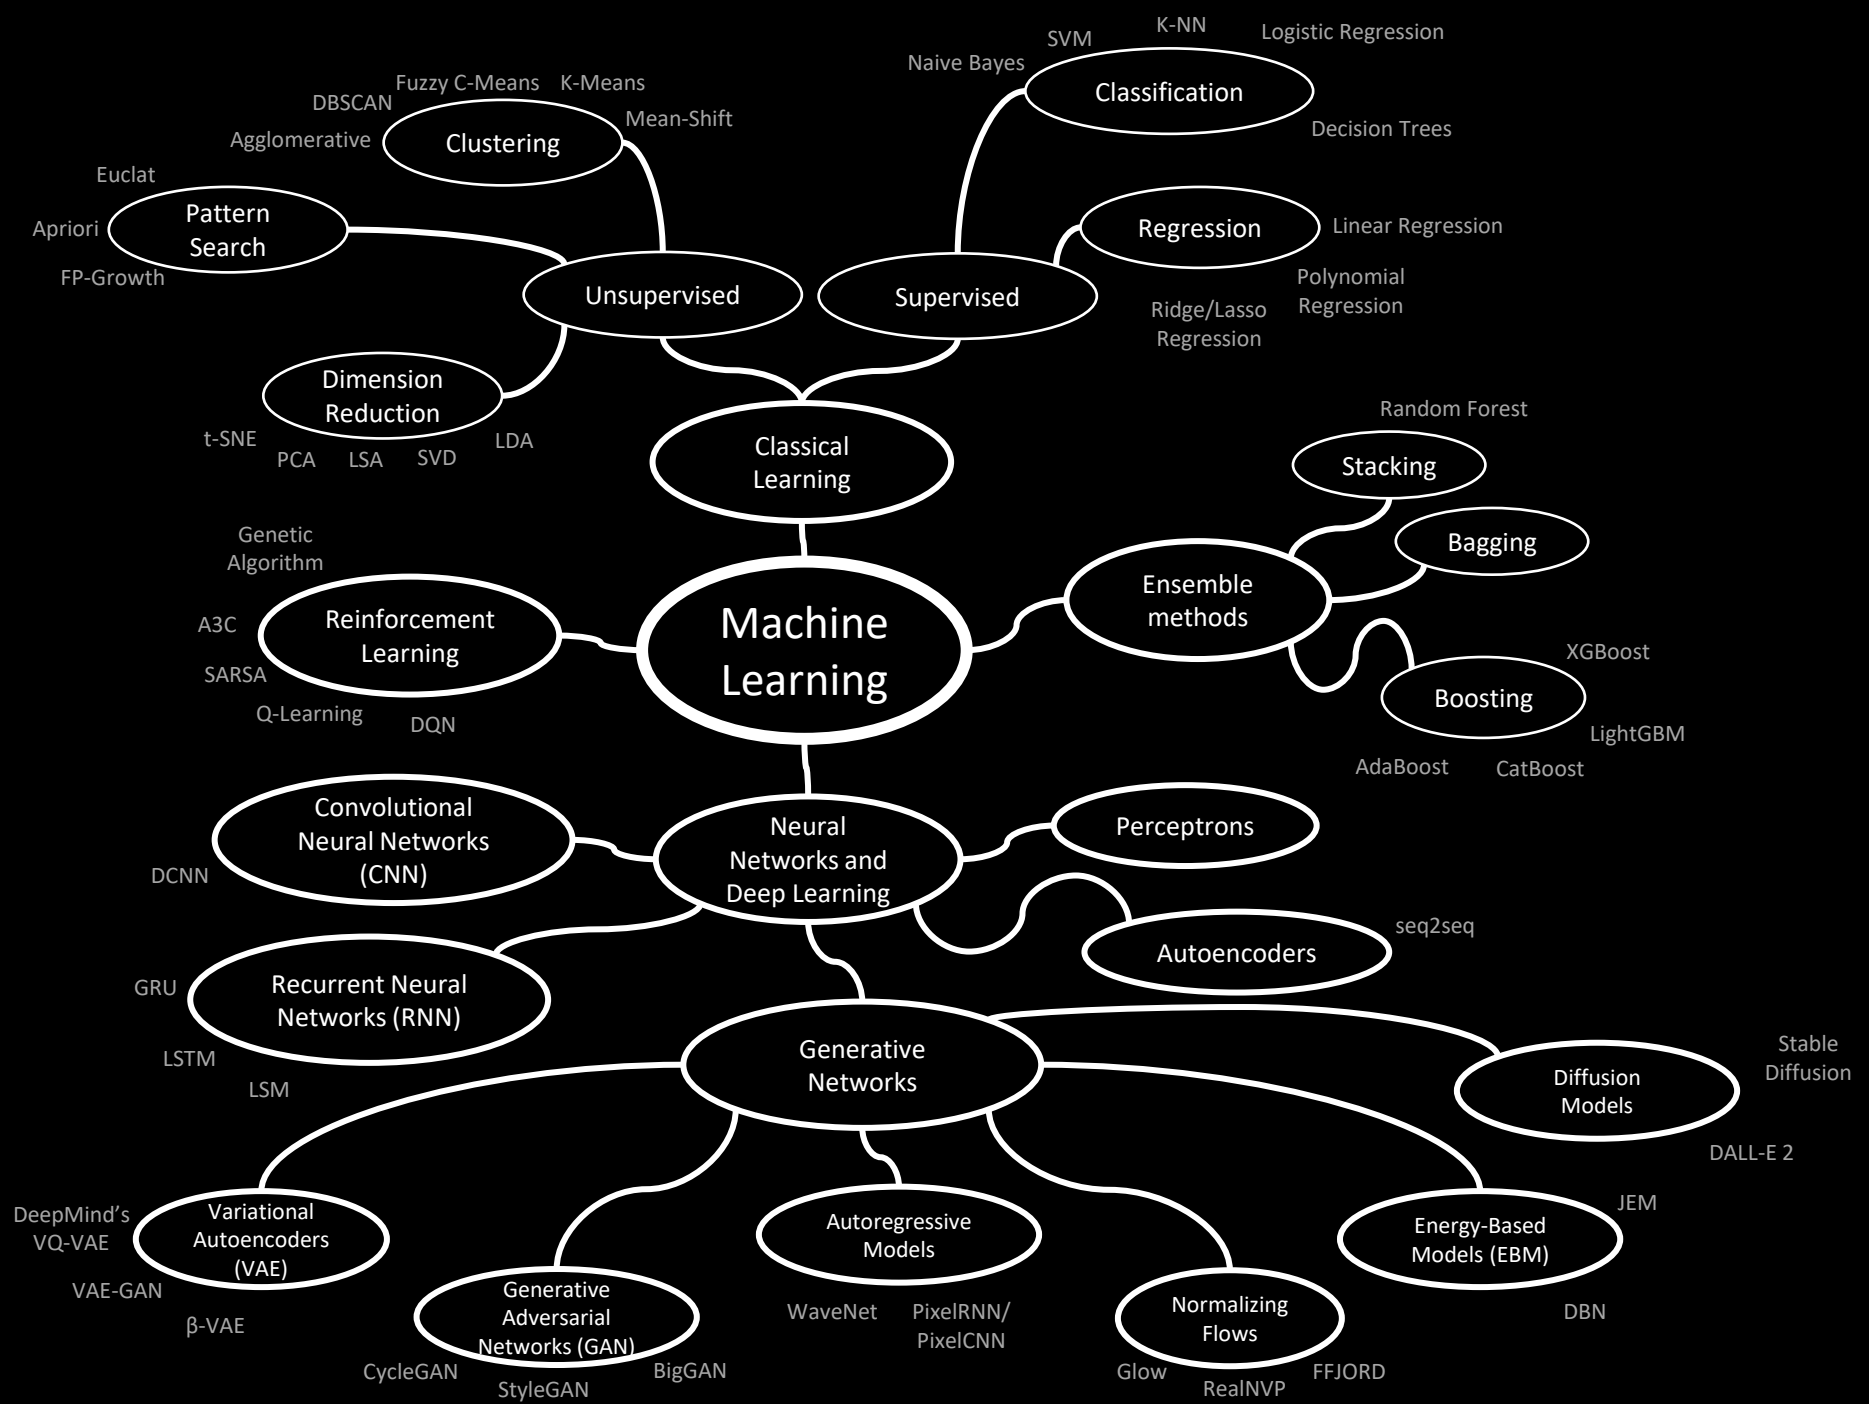 K-NN
Logistic Regression
SVM
Naive Bayes
Classification
Decision Trees
Fuzzy C-Means
K-Means
DBSCAN
Mean-Shift
Agglomerative
Clustering
Euclat
Pattern
Search
Apriori
FP-Growth
Regression
Linear Regression
Polynomial
Regression
Ridge/Lasso
Regression
Unsupervised
Supervised
Dimension
Reduction
t-SNE
PCA
LSA
SVD
LDA
Classical
Learning
Random Forest
Stacking
Bagging
Ensemble
methods
Genetic
Algorithm
Reinforcement
Learning
A3C
SARSA
Q-Learning
DQN
Machine
Learning
XGBoost
Boosting
LightGBM
AdaBoost
CatBoost
Convolutional
Neural Networks
(CNN)
DCNN
Neural
Networks and
Deep Learning
Perceptrons
Autoencoders
seq2seq
Recurrent Neural
Networks (RNN)
GRU
LSTM
LSM
Generative
Networks
Diffusion
Models
Stable
Diffusion
DALL-E 2
Variational
Autoencoders
(VAE)
DeepMind’s
VQ-VAE
VAE-GAN
β-VAE
Generative
Adversarial
Networks (GAN)
CycleGAN
StyleGAN
BigGAN
Autoregressive
Models
WaveNet
PixelRNN/
PixelCNN
Normalizing
Flows
Glow
RealNVP
FFJORD
Energy-Based
Models (EBM)
JEM
DBN